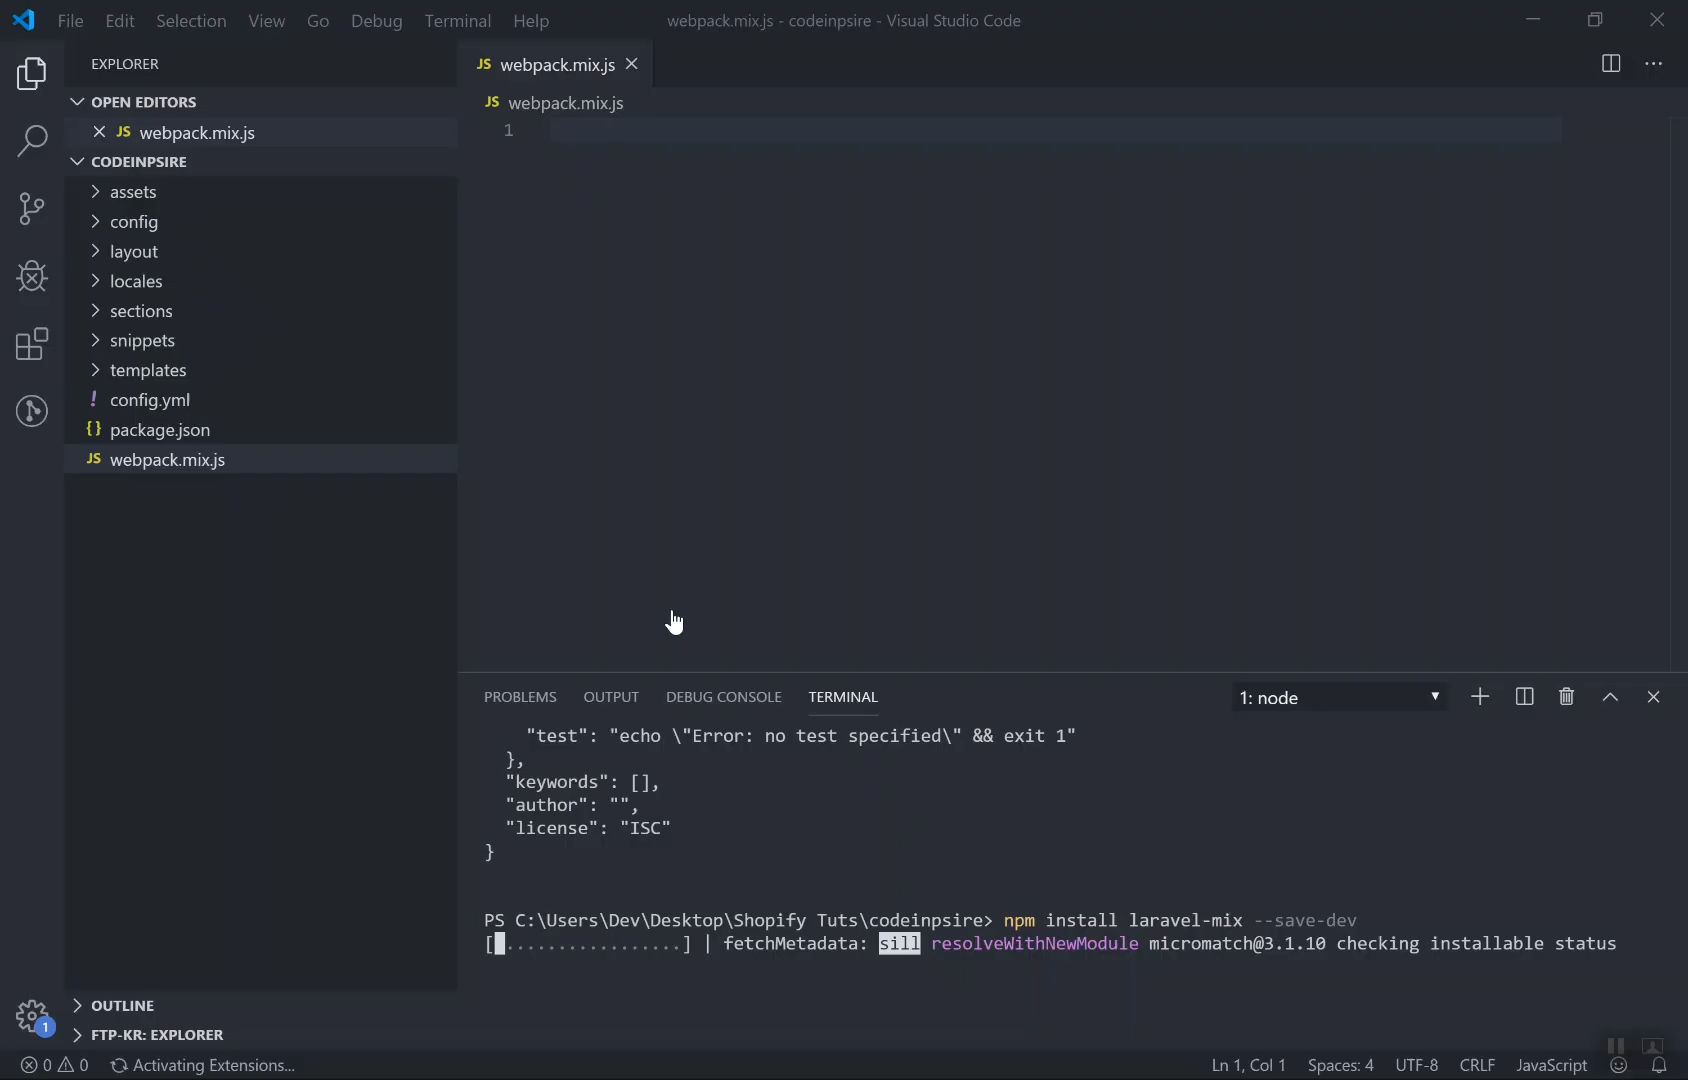 File Edit Selection View Go Debug Terminal Help
webpack.mix.js - codeinpsire - Visual Studio Code
EXPLORER
OPEN EDITORS
JS webpack.mix.js
CODEINPSIRE
assets
config
layout
locales
sections
snippets
templates
! config.yml
{} package.json
JS webpack.mix.js
OUTLINE
FTP-KR: EXPLORER
JS webpack.mix.js
JS webpack.mix.js
1
PROBLEMS OUTPUT DEBUG CONSOLE TERMINAL
1: node
"test": "echo \"Error: no test specified\" && exit 1"
},
"keywords": [],
"author": "",
"license": "ISC"
}
PS C:\Users\Dev\Desktop\Shopify Tuts\codeinpsire> npm install laravel-mix --save-dev
[ .................] | fetchMetadata: sill resolveWithNewModule micromatch@3.1.10 checking installable status
1
0 0 Activating Extensions...
Ln 1, Col 1 Spaces: 4 UTF-8 CRLF JavaScript